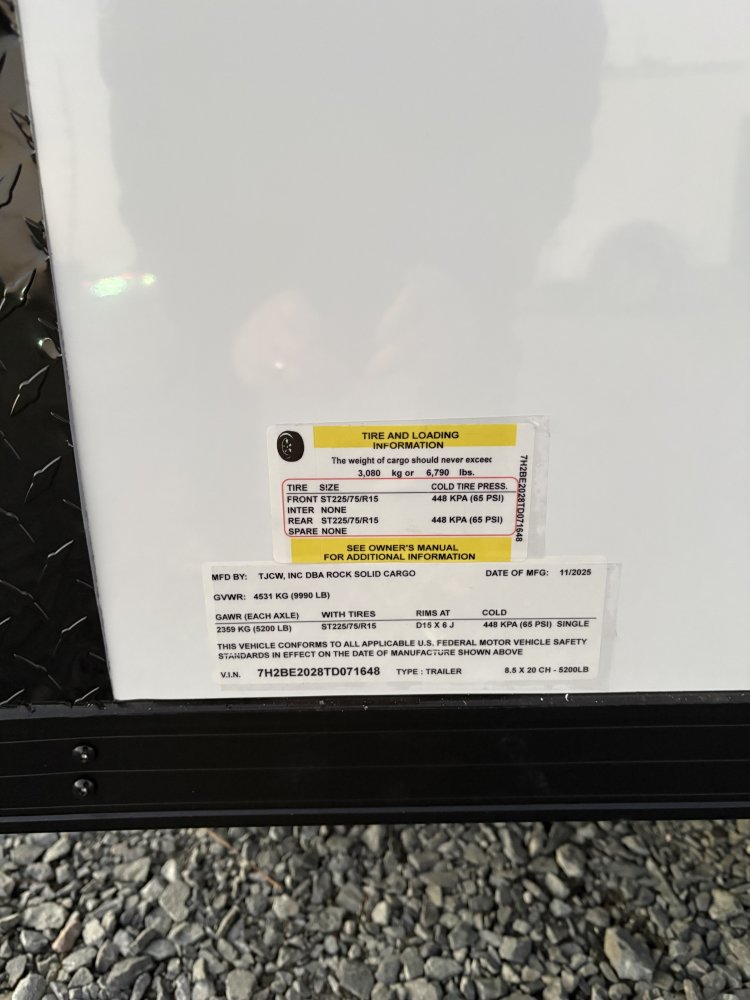 TIRE AND LOADING
INFORMATION
The weight of cargo should never exceec
3,080 kg or 6,790 lbs.
TIRE SIZE COLD TIRE PRESS.
FRONT ST225/75/R15 448 KPA (65 PSI)
INTER NONE
REAR ST225/75/R15 448 KPA (65 PSI)
SPARE NONE
7H2BE2028TD071648
SEE OWNER'S MANUAL
FOR ADDITIONAL INFORMATION
MFD BY: TJCW, INC DBA ROCK SOLID CARGO DATE OF MFG: 11/2025
GVWR: 4531 KG (9990 LB)
GAWR (EACH AXLE) WITH TIRES RIMS AT COLD
2359 KG (5200 LB) ST225/75/R15 D15 X 6 J 448 KPA (65 PSI) SINGLE
THIS VEHICLE CONFORMS TO ALL APPLICABLE U.S. FEDERAL MOTOR VEHICLE SAFETY
STANDARDS IN EFFECT ON THE DATE OF MANUFACTURE SHOWN ABOVE
V.I.N. 7H2BE2028TD071648 TYPE : TRAILER 8.5 X 20 CH - 5200LB